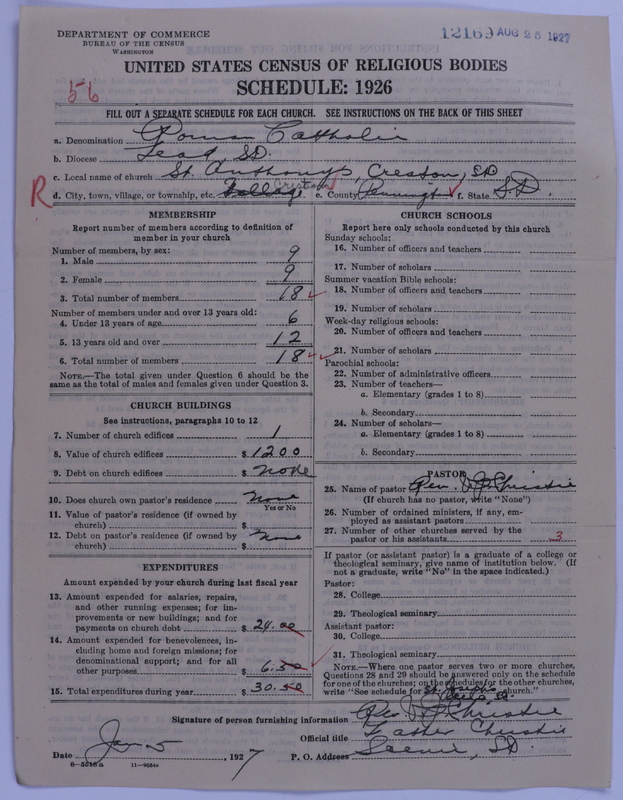 DEPARTMENT OF COMMERCE
BUREAU OF THE CENSUS
WASHINGTON
12169 AUG 25 1927
UNITED STATES CENSUS OF RELIGIOUS BODIES
SCHEDULE: 1926
56
FILL OUT A SEPARATE SCHEDULE FOR EACH CHURCH. SEE INSTRUCTIONS ON THE BACK OF THIS SHEET
a. Denomination Roman Catholic
b. Diocese Lead, S.D.
c. Local name of church St. Anthony's, Creston, SD
R d. City, town, village, or township, etc. Village Creston e. County Pennington f. State S.D.
MEMBERSHIP
Report number of members according to definition of
member in your church
Number of members, by sex:
1. Male 9
2. Female 9
3. Total number of members 18
Number of members under and over 13 years old:
4. Under 13 years of age 6
5. 13 years old and over 12
6. Total number of members 18
NOTE.—The total given under Question 6 should be
same as the total of males and females given under Question 3.
CHURCH BUILDINGS
See instructions, paragraphs 10 to 12
7. Number of church edifices 1
8. Value of church edifices $ 1200
9. Debt on church edifices $ none
10. Does church own pastor's residence none
Yes or No
11. Value of pastor's residence (if owned by
church) $
12. Debt on pastor's residence (if owned by
church) $ none
EXPENDITURES
Amount expended by your church during last fiscal year
13. Amount expended for salaries, repairs,
and other running expenses; for im-
provements or new buildings; and for
payments on church debt $ 24.00
14. Amount expended for benevolences, in-
cluding home and foreign missions; for
denominational support; and for all
other purposes $ 6.50
15. Total expenditures during year $ 30.50
CHURCH SCHOOLS
Report here only schools conducted by this church
Sunday schools:
16. Number of officers and teachers
17. Number of scholars
Summer vacation Bible schools:
18. Number of officers and teachers
19. Number of scholars
Week-day religious schools:
20. Number of officers and teachers
21. Number of scholars
Parochial schools:
22. Number of administrative officers
23. Number of teachers—
a. Elementary (grades 1 to 8)
b. Secondary
24. Number of scholars—
a. Elementary (grades 1 to 8)
b. Secondary
PASTOR
25. Name of pastor Rev. Christie
(If church has no pastor, write "None")
26. Number of ordained ministers, if any, em-
ployed as assistant pastors
27. Number of other churches served by the
pastor or his assistants 3
If pastor (or assistant pastor) is a graduate of a college or
theological seminary, give name of institution below. (If
not a graduate, write "No" in the space indicated.)
Pastor:
28. College
29. Theological seminary
Assistant pastor:
30. College
31. Theological seminary
NOTE.—Where one pastor serves two or more churches,
Questions 28 and 29 should be answered only on the schedule
for one of the churches; on the schedules for the other churches,
write "See schedule for church."
Signature of person furnishing information Rev. Christie
Official title Father Christie
Date Jan 5, 1927 P. O. Address Scenic, SD.
8-5518 a 11-9664